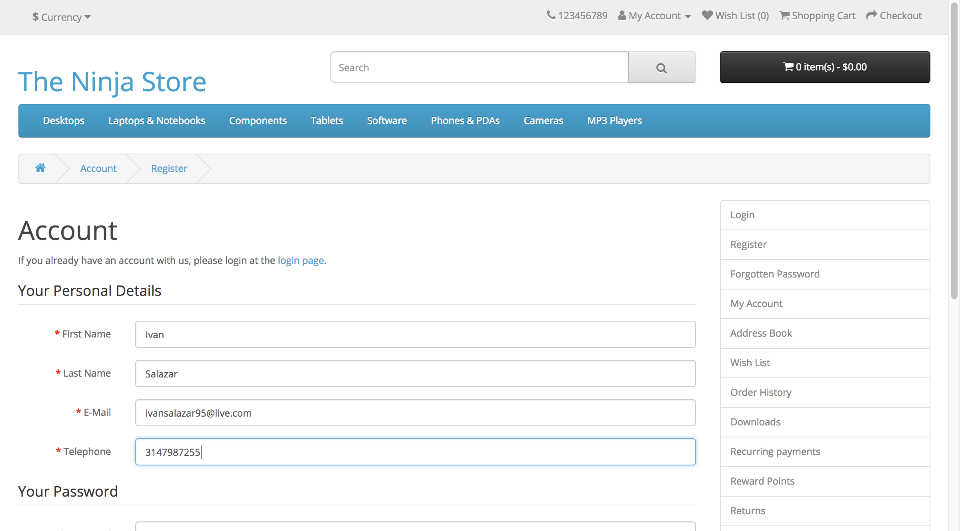 $ Currency
123456789 My Account Wish List (0) Shopping Cart Checkout
The Ninja Store
Search
0 item(s) - $0.00
Desktops Laptops & Notebooks Components Tablets Software Phones & PDAs Cameras MP3 Players
Account Register
Account
If you already have an account with us, please login at the login page.
Your Personal Details
* First Name Ivan
* Last Name Salazar
* E-Mail ivansalazar95@live.com
* Telephone 3147987255
Your Password
Login
Register
Forgotten Password
My Account
Address Book
Wish List
Order History
Downloads
Recurring payments
Reward Points
Returns